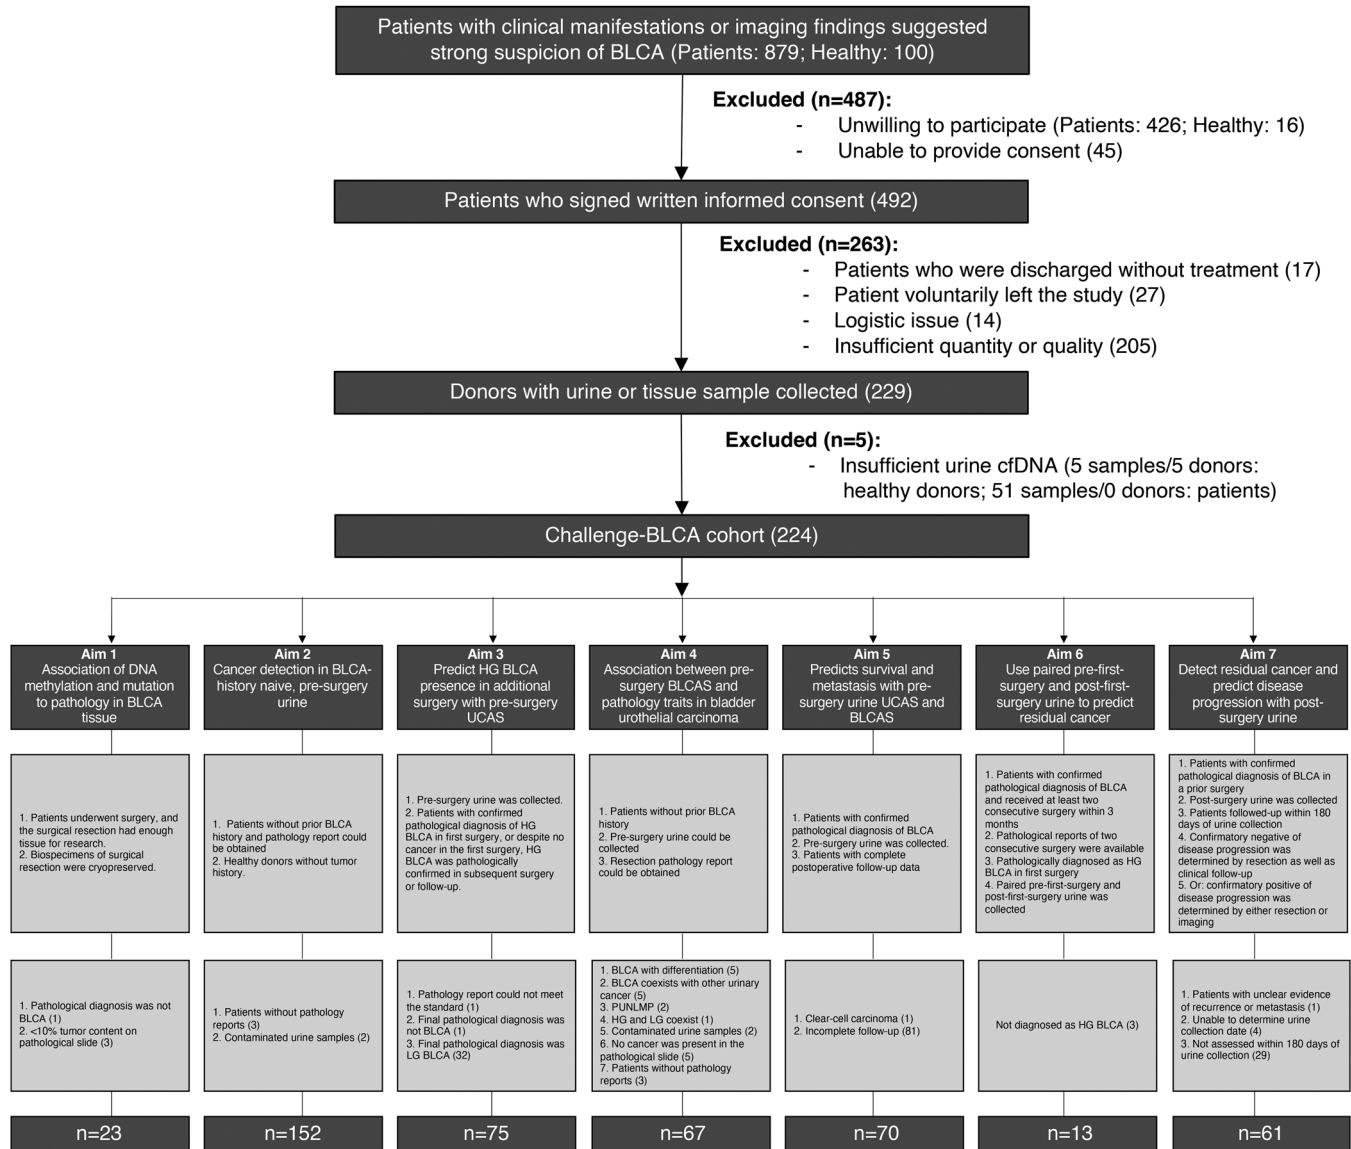 Patients with clinical manifestations or imaging findings suggested
strong suspicion of BLCA (Patients: 879; Healthy: 100)
Excluded (n=487):
- Unwilling to participate (Patients: 426; Healthy: 16)
- Unable to provide consent (45)
Patients who signed written informed consent (492)
Excluded (n=263):
- Patients who were discharged without treatment (17)
- Patient voluntarily left the study (27)
- Logistic issue (14)
- Insufficient quantity or quality (205)
Donors with urine or tissue sample collected (229)
Excluded (n=5):
- Insufficient urine cfDNA (5 samples/5 donors:
healthy donors; 51 samples/0 donors: patients)
Challenge-BLCA cohort (224)
Aim 1
Association of DNA
methylation and mutation
to pathology in BLCA
tissue
Aim 2
Cancer detection in BLCA-
history naive, pre-surgery
urine
Aim 3
Predict HG BLCA
presence in additional
surgery with pre-surgery
UCAS
Aim 4
Association between pre-
surgery BLCAS and
pathology traits in bladder
urothelial carcinoma
Aim 5
Predicts survival and
metastasis with pre-
surgery urine UCAS and
BLCAS
Aim 6
Use paired pre-first-
surgery and post-first-
surgery urine to predict
residual cancer
Aim 7
Detect residual cancer and
predict disease
progression with post-
surgery urine
1. Patients underwent surgery, and
the surgical resection had enough
tissue for research.
2. Biospecimens of surgical
resection were cryopreserved.
1. Patients without prior BLCA
history and pathology report could
be obtained
2. Healthy donors without tumor
history.
1. Pre-surgery urine was collected.
2. Patients with confirmed
pathological diagnosis of HG
BLCA in first surgery, or despite no
cancer in the first surgery, HG
BLCA was pathologically
confirmed in subsequent surgery
or follow-up.
1. Patients without prior BLCA
history
2. Pre-surgery urine could be
collected
3. Resection pathology report
could be obtained
1. Patients with confirmed
pathological diagnosis of BLCA
2. Pre-surgery urine was collected.
3. Patients with complete
postoperative follow-up data
1. Patients with confirmed
pathological diagnosis of BLCA
and received at least two
consecutive surgery within 3
months
2. Pathological reports of two
consecutive surgery were available
3. Pathologically diagnosed as HG
BLCA in first surgery
4. Paired pre-first-surgery and
post-first-surgery urine was
collected
1. Patients with confirmed
pathological diagnosis of BLCA in
a prior surgery
2. Post-surgery urine was collected
3. Patients followed-up within 180
days of urine collection
4. Confirmatory negative of
disease progression was
determined by resection as well as
clinical follow-up
5. Or: confirmatory positive of
disease progression was
determined by either resection or
imaging
1. Pathological diagnosis was not
BLCA (1)
2. <10% tumor content on
pathological slide (3)
1. Patients without pathology
reports (3)
2. Contaminated urine samples (2)
1. Pathology report could not meet
the standard (1)
2. Final pathological diagnosis was
not BLCA (1)
3. Final pathological diagnosis was
LG BLCA (32)
1. BLCA with differentiation (5)
2. BLCA coexists with other urinary
cancer (5)
3. PUNLMP (2)
4. HG and LG coexist (1)
5. Contaminated urine samples (2)
6. No cancer was present in the
pathological slide (5)
7. Patients without pathology
reports (3)
1. Clear-cell carcinoma (1)
2. Incomplete follow-up (81)
Not diagnosed as HG BLCA (3)
1. Patients with unclear evidence
of recurrence or metastasis (1)
2. Unable to determine urine
collection date (4)
3. Not assessed within 180 days of
urine collection (29)
n=23
n=152
n=75
n=67
n=70
n=13
n=61